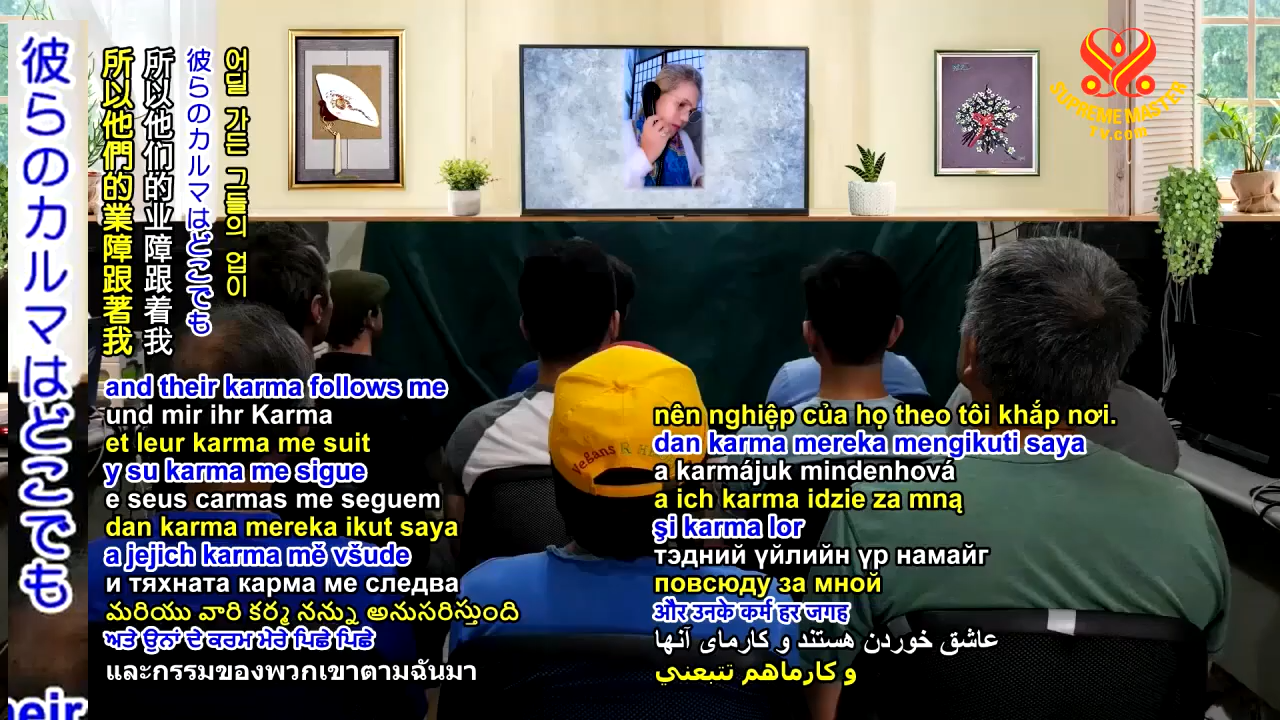 彼らのカルマはどこでも
所以他們的業障跟著我
所以他们的业障跟着我
彼らのカルマはどこでも
어딜 가든 그들의 업이
SUPREME MASTER
TV.com
Vegans R
and their karma follows me
und mir ihr Karma
et leur karma me suit
y su karma me sigue
e seus carmas me seguem
dan karma mereka ikut saya
a jejich karma mě všude
и тяхната карма ме следва
మరియు వారి కర్మ నన్ను అనుసరిస్తుంది
ਅਤੇ ਉਨਾਂ ਦੇ ਕਰਮ ਮੇਰੇ ਪਿਛੇ ਪਿਛੇ
และกรรมของพวกเขาตามฉันมา
nên nghiệp của họ theo tôi khắp nơi.
dan karma mereka mengikuti saya
a karmájuk mindenhová
a ich karma idzie za mną
şi karma lor
тэдний үйлийн үр намайг
повсюду за мной
और उनके कर्म हर जगह
عاشق خوردن هستند و کارمای آنها
و كارماهم تتبعني